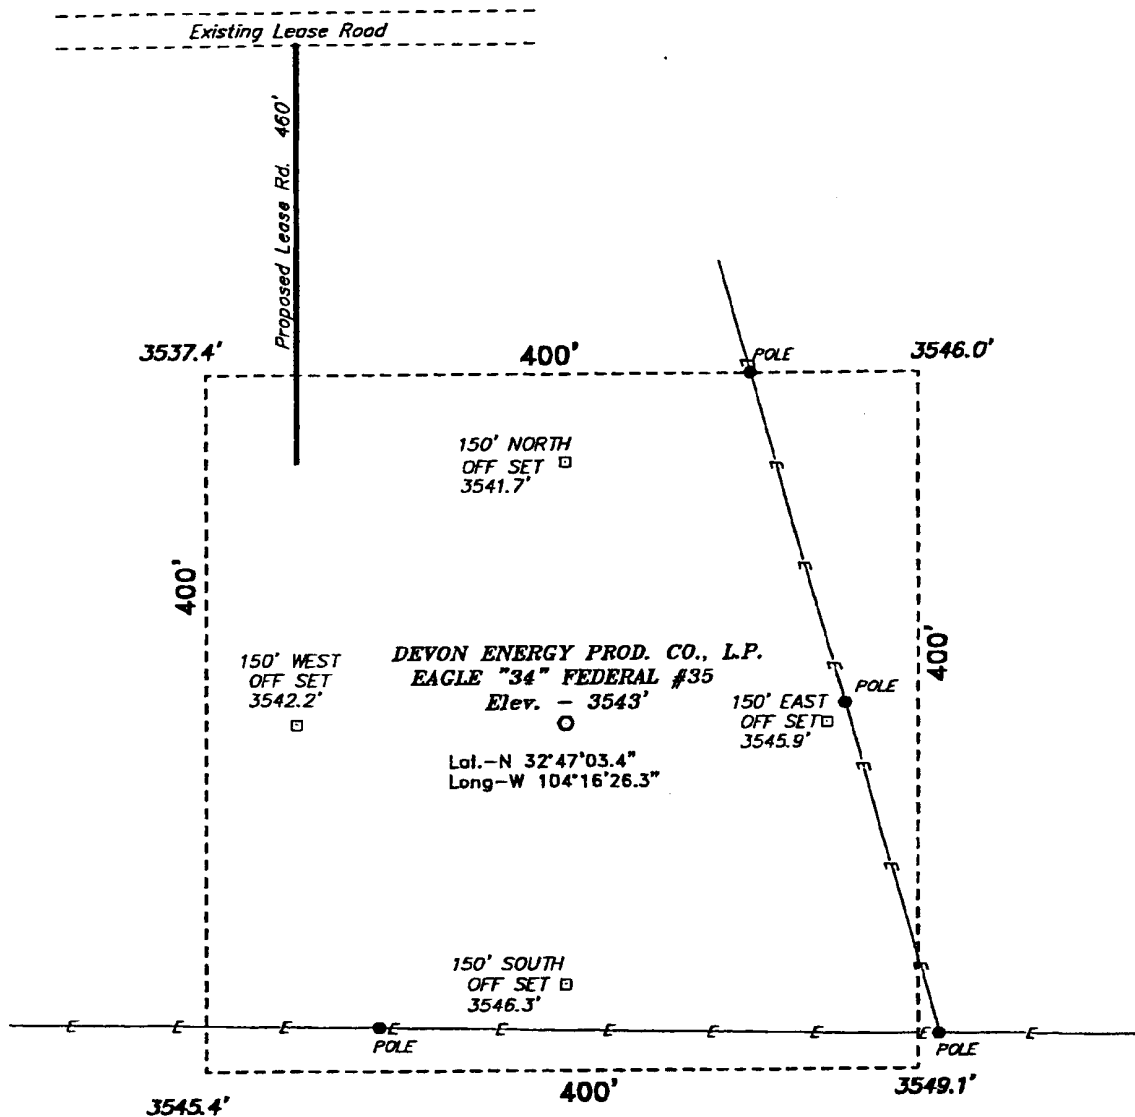 Existing Lease Road
Proposed Lease Rd. 460'
3537.4'
400'
POLE
3546.0'
150' NORTH
OFF SET
3541.7'
400'
400'
150' WEST
OFF SET
3542.2'
DEVON ENERGY PROD. CO., L.P.
EAGLE "34" FEDERAL #35
Elev. - 3543'
POLE
150' EAST
OFF SET
3545.9'
Lat.-N 32°47'03.4"
Long-W 104°16'26.3"
150' SOUTH
OFF SET
3546.3'
E E E E E E E E E E
POLE
POLE
3545.4'
400'
3549.1'
E
E
E
E
E
E
E